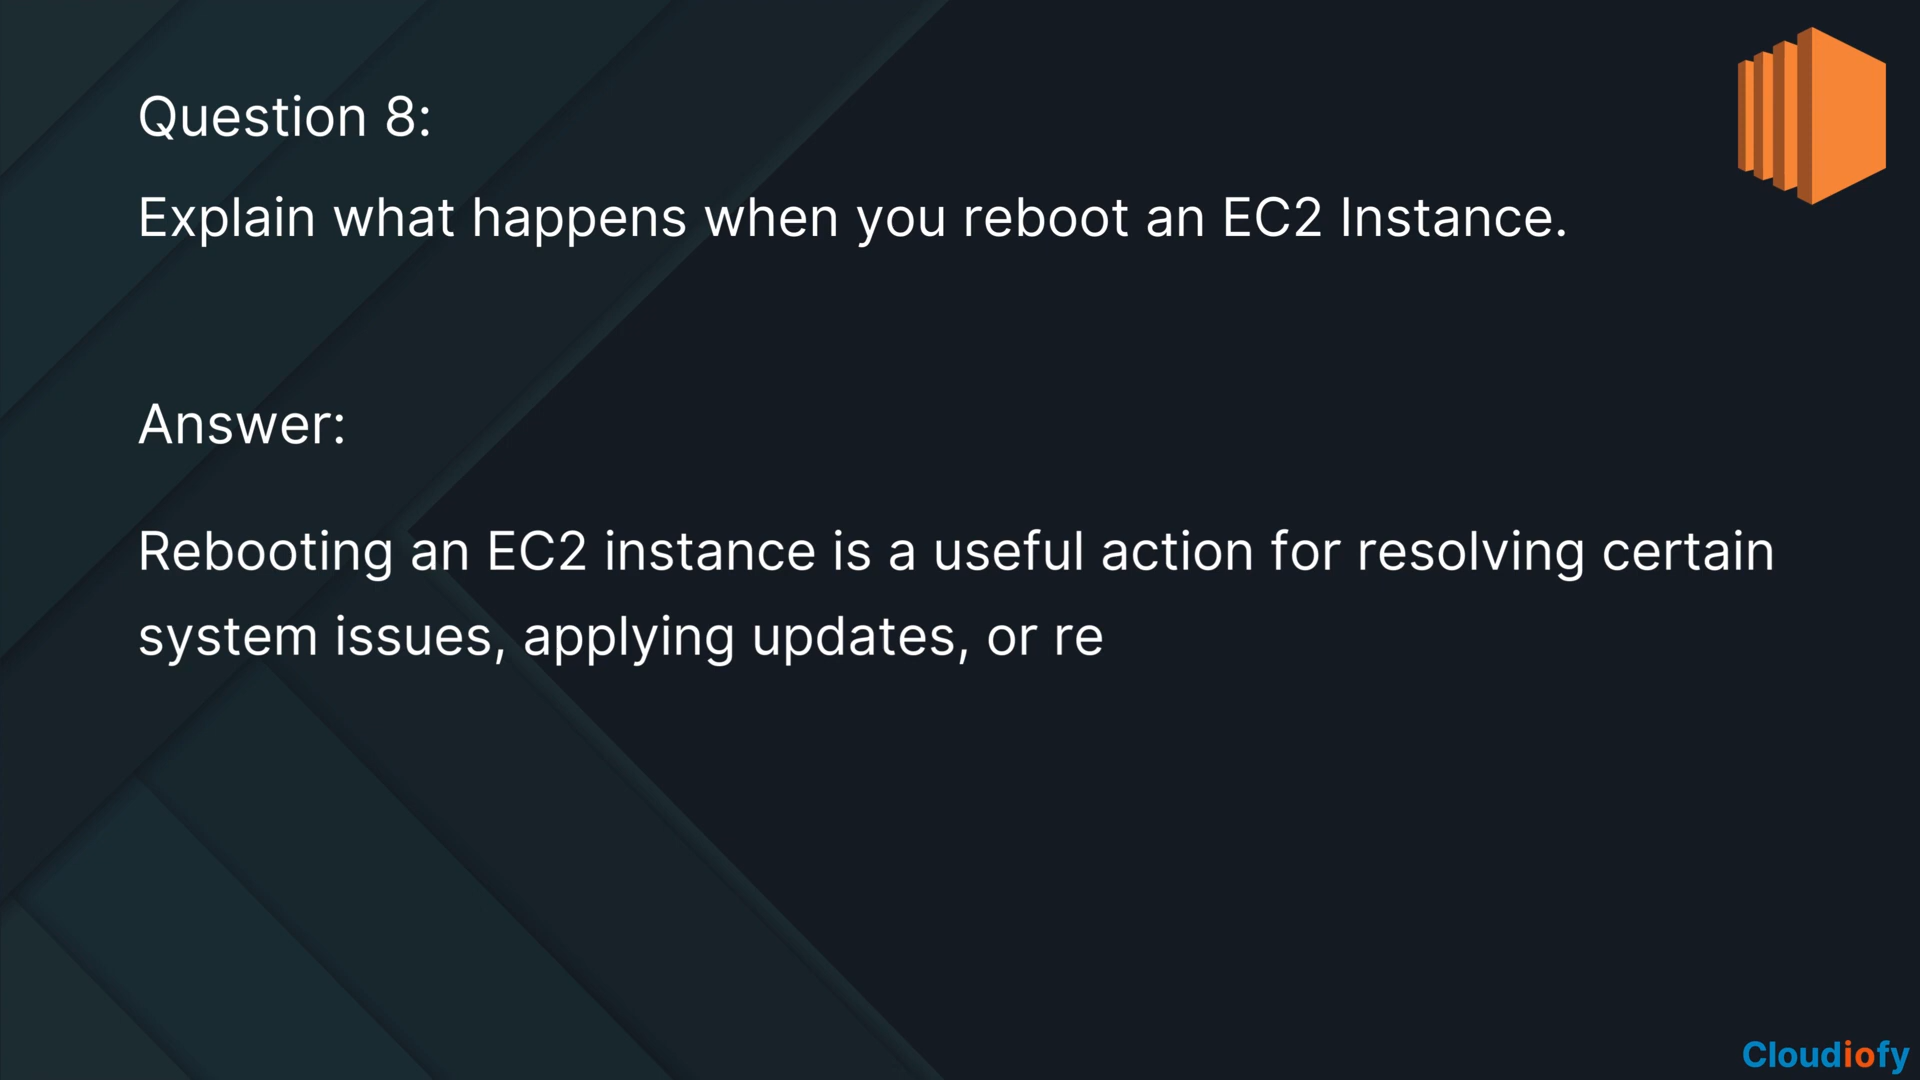 Question 8:
Explain what happens when you reboot an EC2 Instance.
Answer:
Rebooting an EC2 instance is a useful action for resolving certain
system issues, applying updates, or re
Cloudiofy